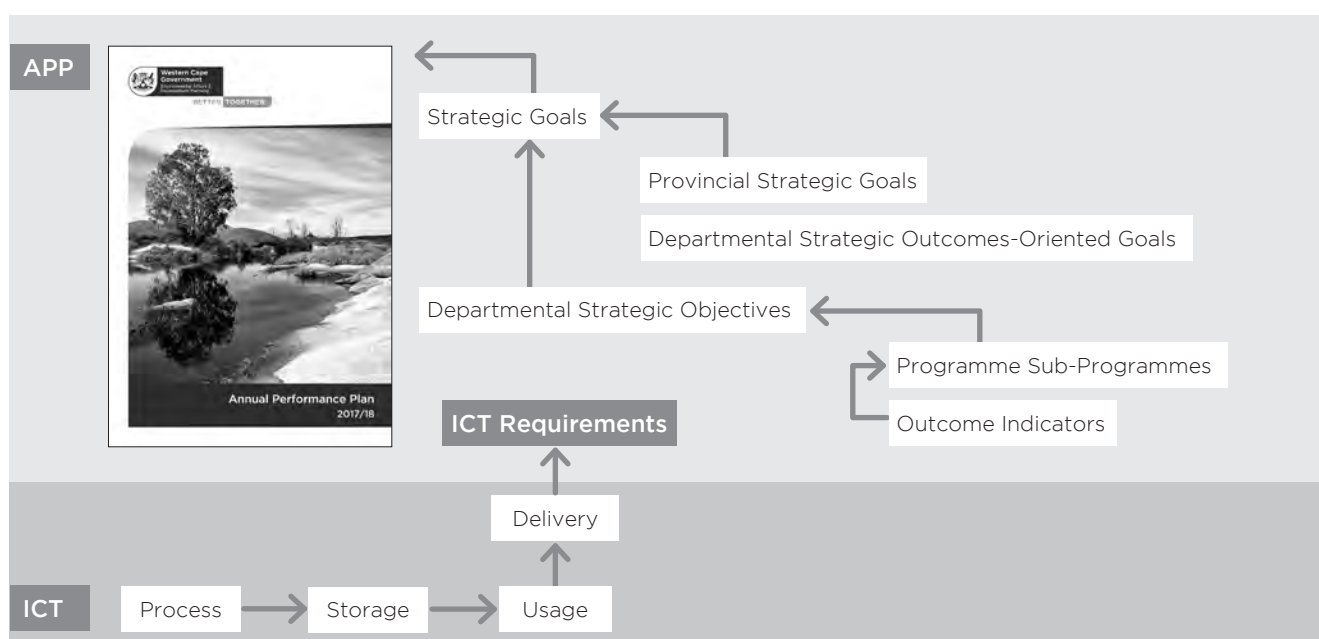 APP
Western Cape
Government
BETTER TOGETHER.
Annual Performance Plan
2017/18
Strategic Goals
Provincial Strategic Goals
Departmental Strategic Outcomes-Oriented Goals
Departmental Strategic Objectives
Programme Sub-Programmes
Outcome Indicators
ICT Requirements
Delivery
ICT
Process
Storage
Usage